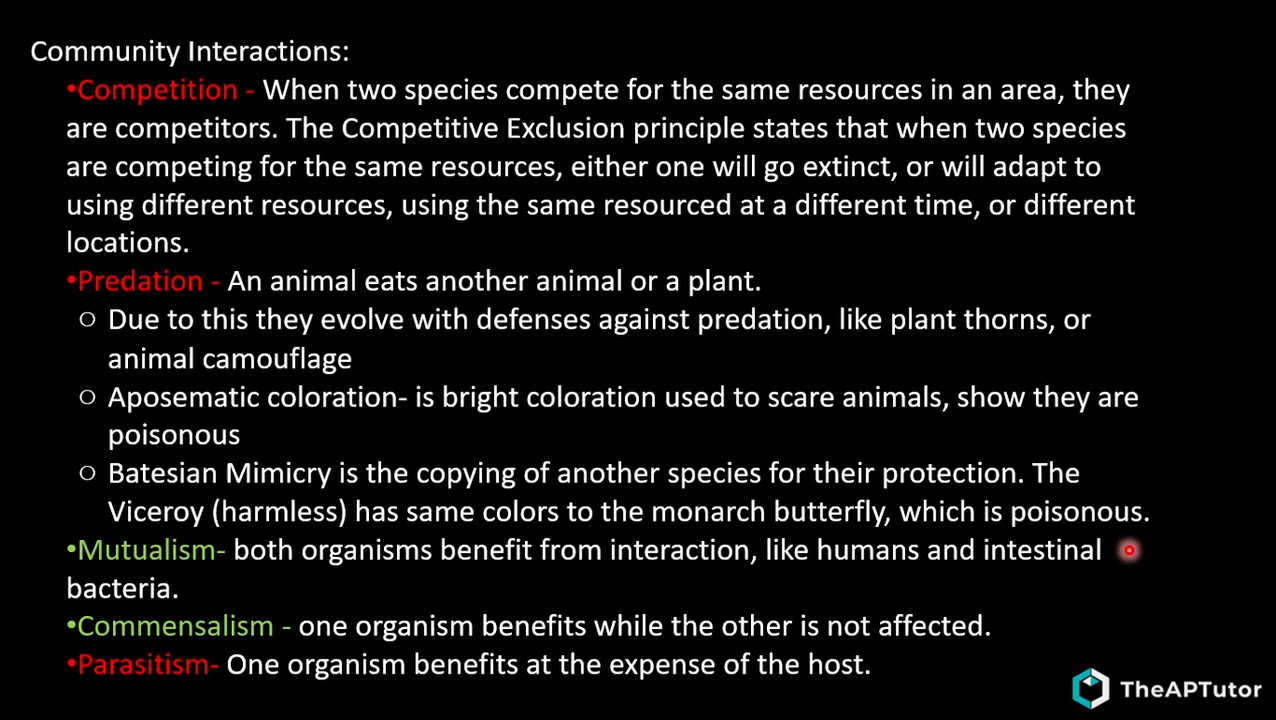 Community Interactions:
•Competition - When two species compete for the same resources in an area, they
are competitors. The Competitive Exclusion principle states that when two species
are competing for the same resources, either one will go extinct, or will adapt to
using different resources, using the same resourced at a different time, or different
locations.
•Predation - An animal eats another animal or a plant.
○ Due to this they evolve with defenses against predation, like plant thorns, or
animal camouflage
○ Aposematic coloration- is bright coloration used to scare animals, show they are
poisonous
○ Batesian Mimicry is the copying of another species for their protection. The
Viceroy (harmless) has same colors to the monarch butterfly, which is poisonous.
•Mutualism- both organisms benefit from interaction, like humans and intestinal
bacteria.
•Commensalism - one organism benefits while the other is not affected.
•Parasitism- One organism benefits at the expense of the host.
TheAPTutor